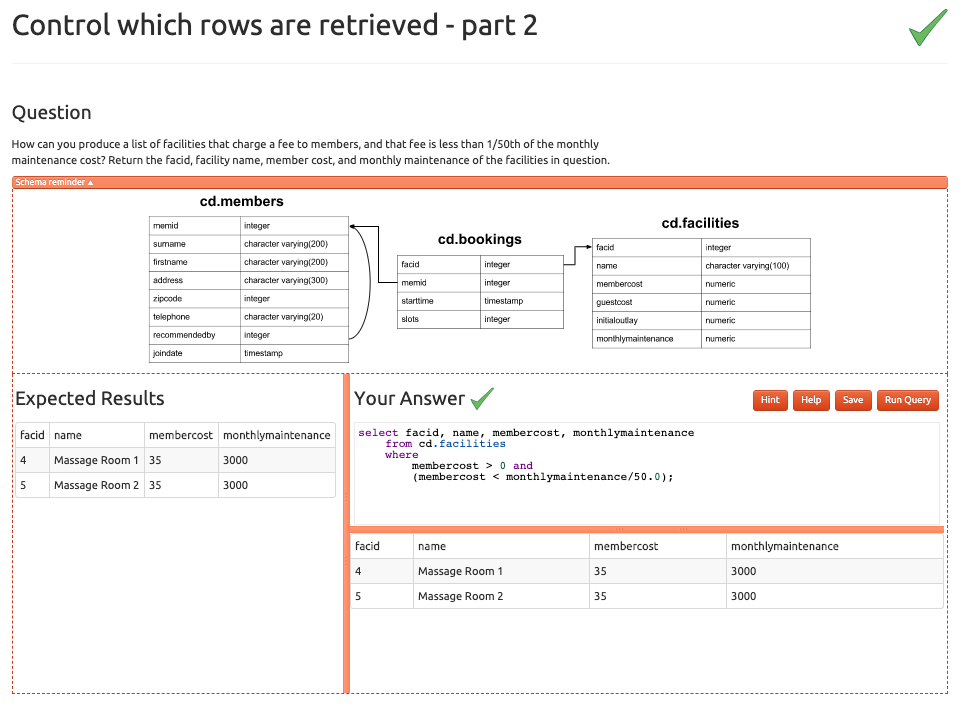 Control which rows are retrieved - part 2
Question
How can you produce a list of facilities that charge a fee to members, and that fee is less than 1/50th of the monthly
maintenance cost? Return the facid, facility name, member cost, and monthly maintenance of the facilities in question.
Schema reminder ▲
cd.members
memid integer
surname character varying(200)
firstname character varying(200)
address character varying(300)
zipcode integer
telephone character varying(20)
recommendedby integer
joindate timestamp
cd.bookings
facid integer
memid integer
starttime timestamp
slots integer
cd.facilities
facid integer
name character varying(100)
membercost numeric
guestcost numeric
initialoutlay numeric
monthlymaintenance numeric
Expected Results
facid name membercost monthlymaintenance
4 Massage Room 1 35 3000
5 Massage Room 2 35 3000
Your Answer
Hint Help Save Run Query
select facid, name, membercost, monthlymaintenance
from cd.facilities
where
membercost > 0 and
(membercost < monthlymaintenance/50.0);
facid name membercost monthlymaintenance
4 Massage Room 1 35 3000
5 Massage Room 2 35 3000